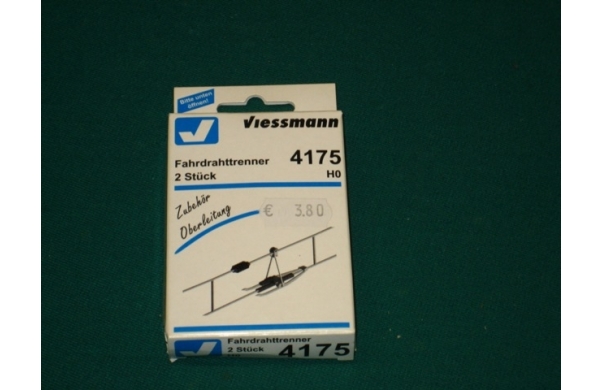 Bitte unten
öffnen!
Viessmann
Fahrdrahttrenner 4175
2 Stück H0
Zubehör
Oberleitung
€ 3.80
Fahrdrahttrenner
2 Stück 4175